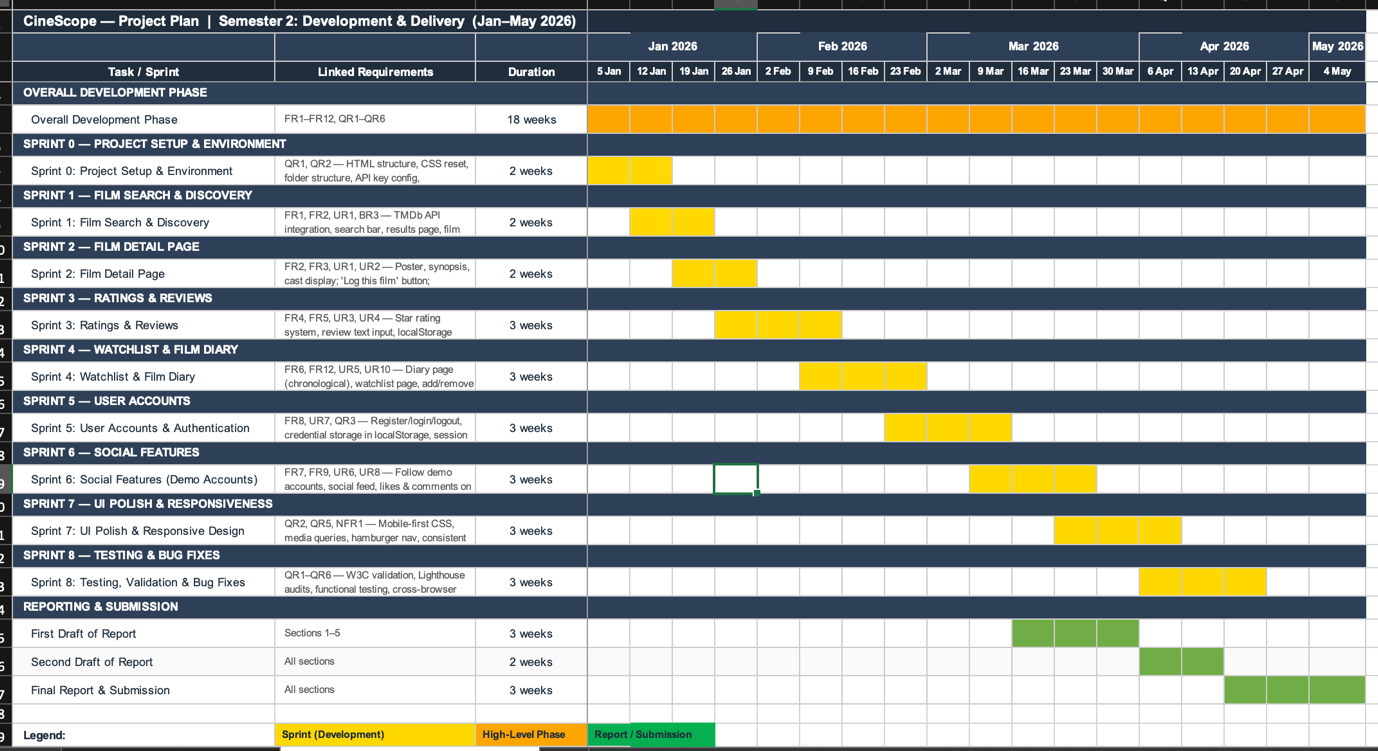 CineScope — Project Plan | Semester 2: Development & Delivery (Jan–May 2026)
Jan 2026 Feb 2026 Mar 2026 Apr 2026 May 2026
Task / Sprint Linked Requirements Duration 5 Jan 12 Jan 19 Jan 26 Jan 2 Feb 9 Feb 16 Feb 23 Feb 2 Mar 9 Mar 16 Mar 23 Mar 30 Mar 6 Apr 13 Apr 20 Apr 27 Apr 4 May
OVERALL DEVELOPMENT PHASE
Overall Development Phase FR1–FR12, QR1–QR6 18 weeks
SPRINT 0 — PROJECT SETUP & ENVIRONMENT
Sprint 0: Project Setup & Environment QR1, QR2 — HTML structure, CSS reset, 2 weeks
folder structure, API key config,
SPRINT 1 — FILM SEARCH & DISCOVERY
Sprint 1: Film Search & Discovery FR1, FR2, UR1, BR3 — TMDb API 2 weeks
integration, search bar, results page, film
SPRINT 2 — FILM DETAIL PAGE
Sprint 2: Film Detail Page FR2, FR3, UR1, UR2 — Poster, synopsis, 2 weeks
cast display; 'Log this film' button;
SPRINT 3 — RATINGS & REVIEWS
Sprint 3: Ratings & Reviews FR4, FR5, UR3, UR4 — Star rating 3 weeks
system, review text input, localStorage
SPRINT 4 — WATCHLIST & FILM DIARY
Sprint 4: Watchlist & Film Diary FR6, FR12, UR5, UR10 — Diary page 3 weeks
(chronological), watchlist page, add/remove
SPRINT 5 — USER ACCOUNTS
Sprint 5: User Accounts & Authentication FR8, UR7, QR3 — Register/login/logout, 3 weeks
credential storage in localStorage, session
SPRINT 6 — SOCIAL FEATURES
Sprint 6: Social Features (Demo Accounts) FR7, FR9, UR6, UR8 — Follow demo 3 weeks
accounts, social feed, likes & comments on
SPRINT 7 — UI POLISH & RESPONSIVENESS
Sprint 7: UI Polish & Responsive Design QR2, QR5, NFR1 — Mobile-first CSS, 3 weeks
media queries, hamburger nav, consistent
SPRINT 8 — TESTING & BUG FIXES
Sprint 8: Testing, Validation & Bug Fixes QR1–QR6 — W3C validation, Lighthouse 3 weeks
audits, functional testing, cross-browser
REPORTING & SUBMISSION
First Draft of Report Sections 1–5 3 weeks
Second Draft of Report All sections 2 weeks
Final Report & Submission All sections 3 weeks
Legend: Sprint (Development) High-Level Phase Report / Submission